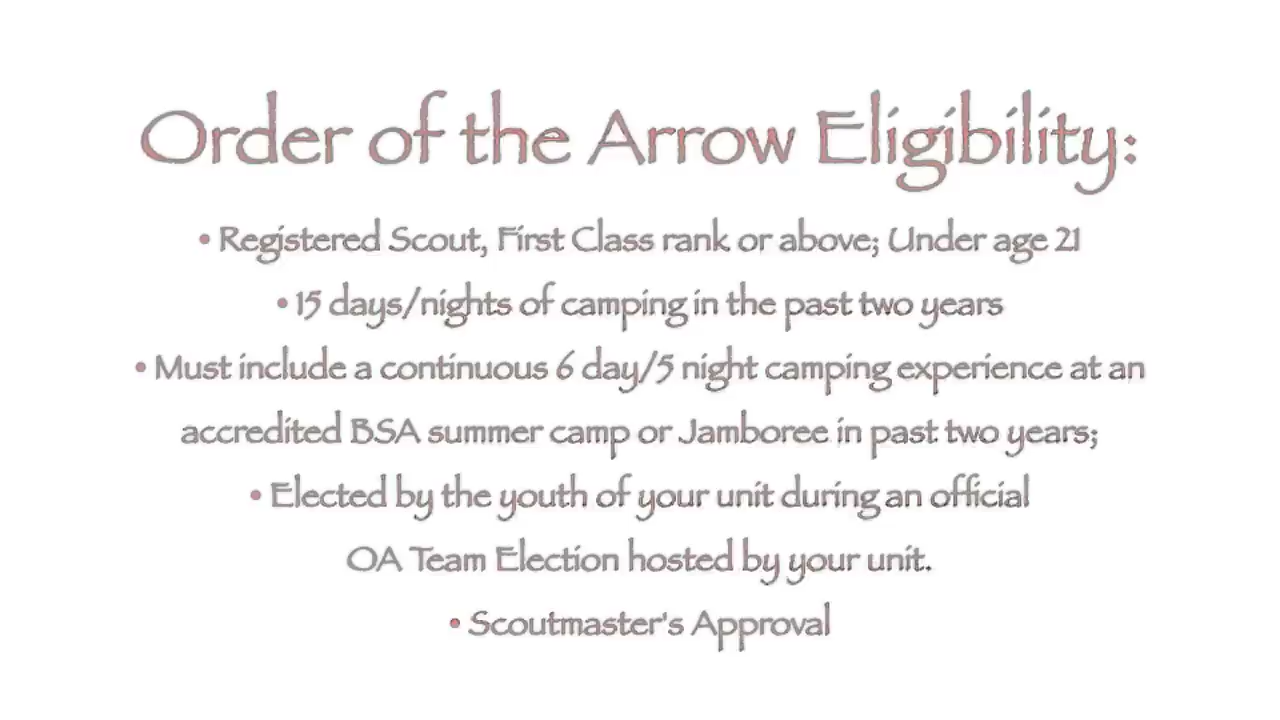 Order of the Arrow Eligibility:
• Registered Scout, First Class rank or above; Under age 21
• 15 days/nights of camping in the past two years
• Must include a continuous 6 day/5 night camping experience at an
accredited BSA summer camp or Jamboree in past two years;
• Elected by the youth of your unit during an official
OA Team Election hosted by your unit.
• Scoutmaster's Approval